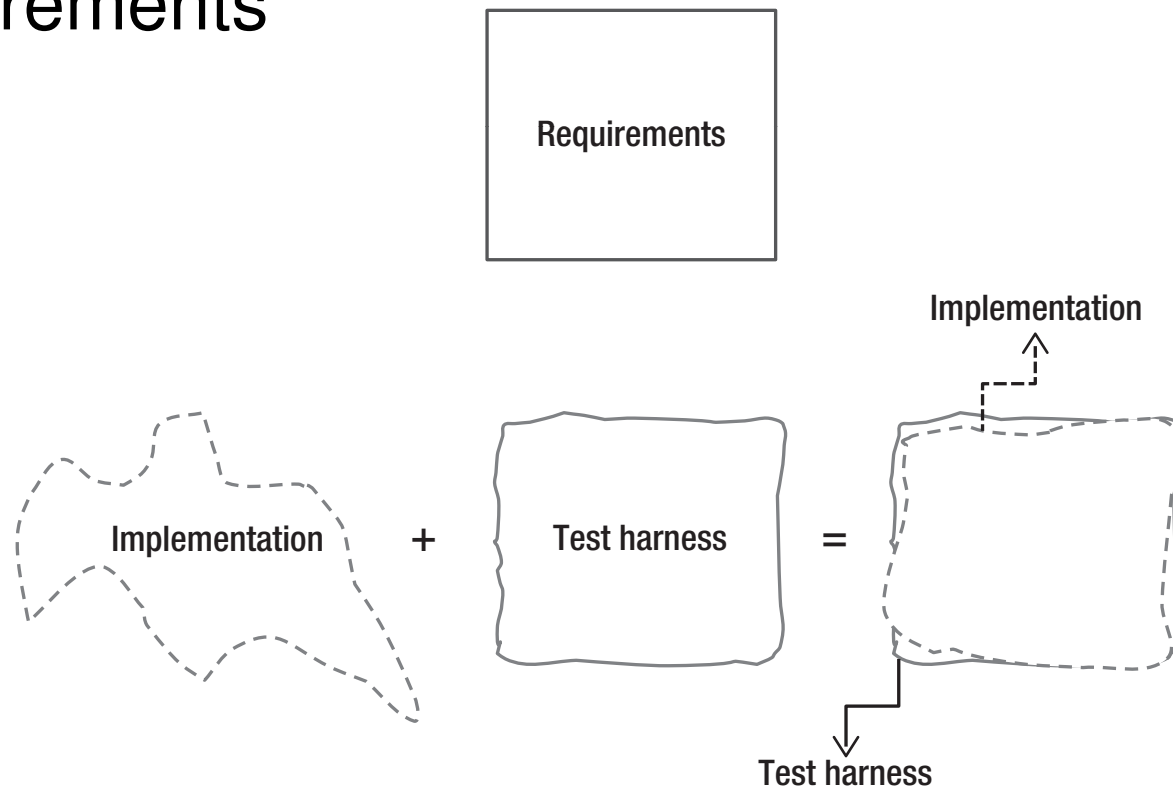 rements
Requirements
Implementation
Implementation
+
Test harness
=
Test harness